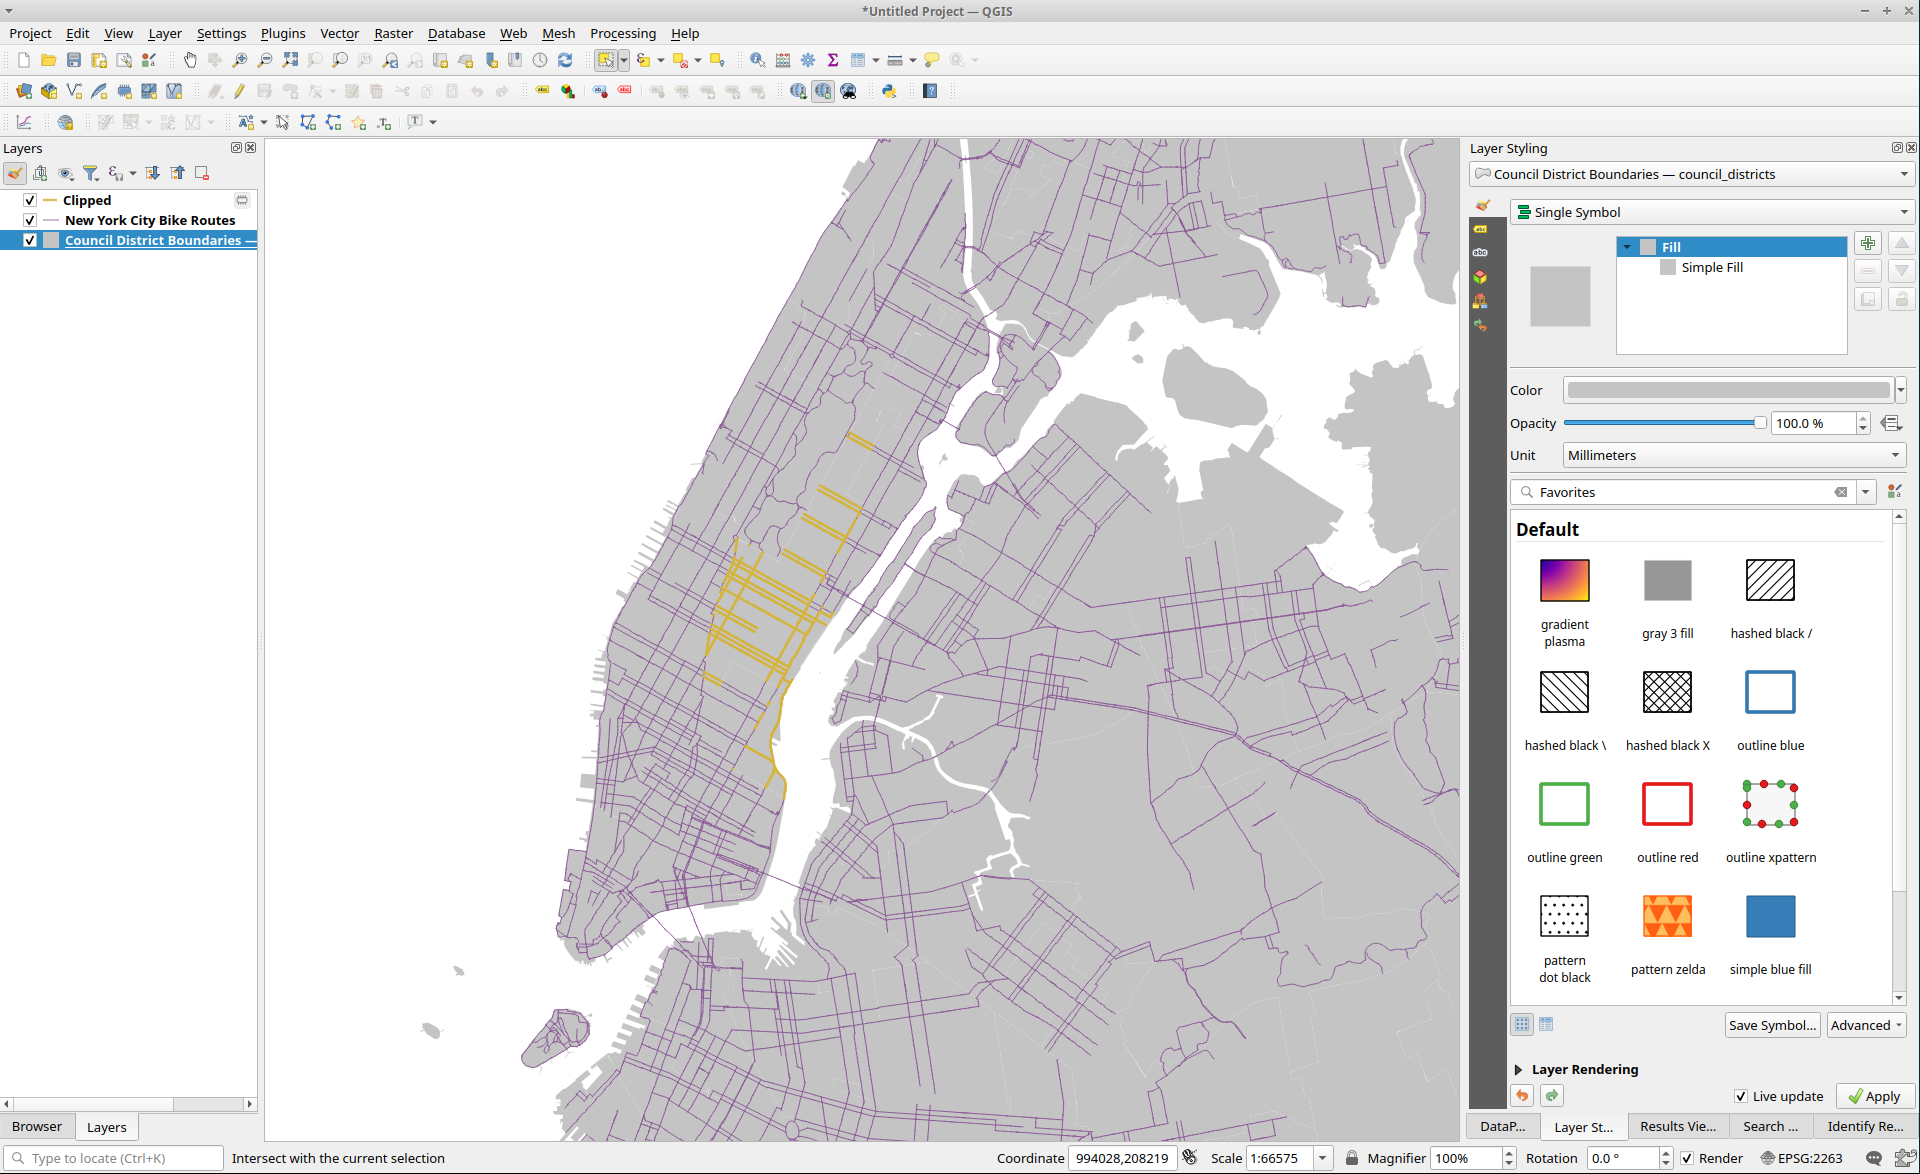 *Untitled Project — QGIS
Project Edit View Layer Settings Plugins Vector Raster Database Web Mesh Processing Help
Layers
Clipped
New York City Bike Routes
Council District Boundaries —
Browser
Layers
Layer Styling
Council District Boundaries — council_districts
Single Symbol
Fill
Simple Fill
Color
Opacity
100.0 %
Unit
Millimeters
Favorites
Default
gradient plasma
gray 3 fill
hashed black /
hashed black \
hashed black X
outline blue
outline green
outline red
outline xpattern
pattern dot black
pattern zelda
simple blue fill
Save Symbol...
Advanced
Layer Rendering
Live update
Apply
DataP...
Layer St...
Results Vie...
Search ...
Identify Re...
Type to locate (Ctrl+K)
Intersect with the current selection
Coordinate 994028,208219
Scale 1:66575
Magnifier 100%
Rotation 0.0 °
Render
EPSG:2263